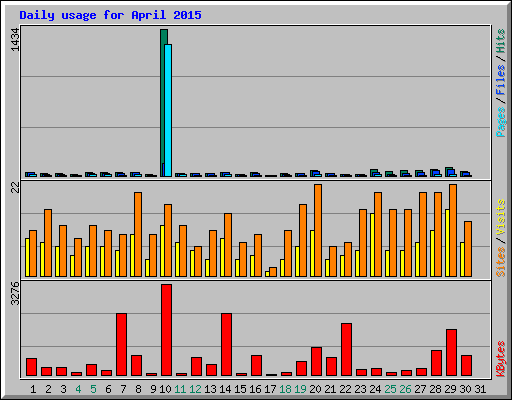 Daily usage for April 2015
1434
Pages / Files / Hits
22
Sites / Visits
3276
KBytes
1 2 3 4 5 6 7 8 9 10 11 12 13 14 15 16 17 18 19 20 21 22 23 24 25 26 27 28 29 30 31